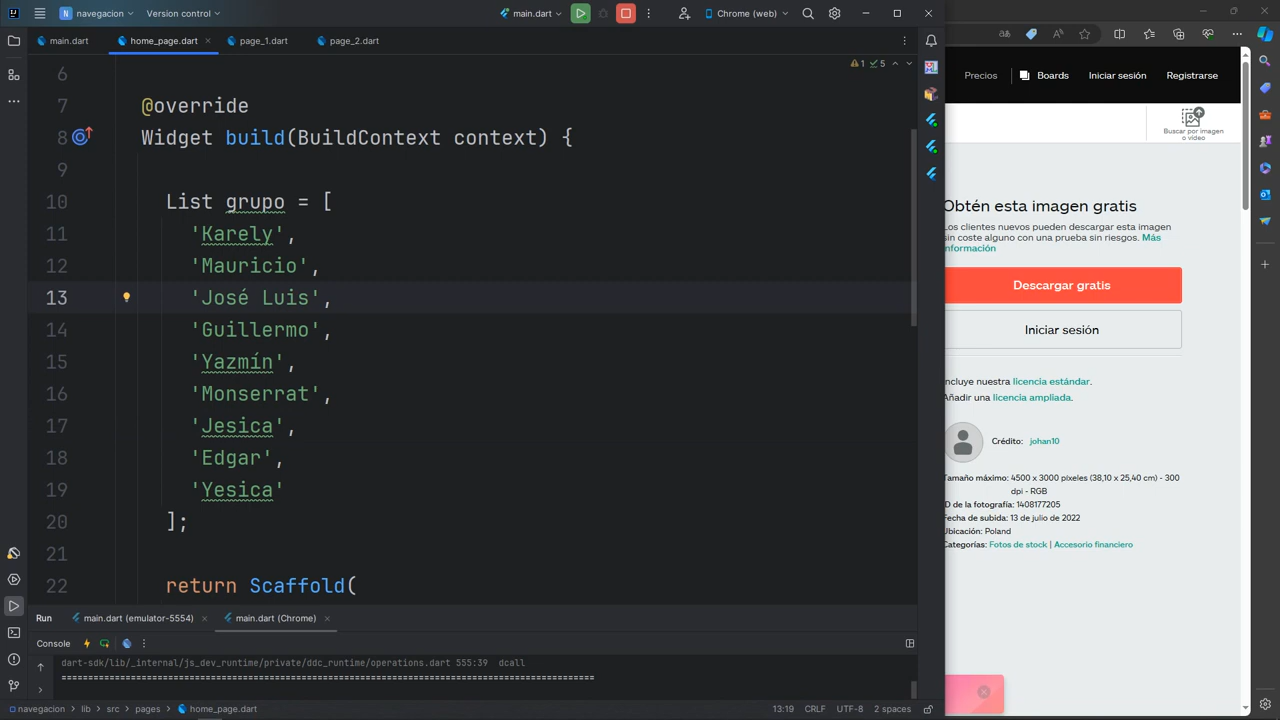 navegacion
Version control
main.dart
Chrome (web)
main.dart
home_page.dart
page_1.dart
page_2.dart
1 5
6
7 @override
8 Widget build(BuildContext context) {
9
10 List grupo = [
11 'Karely',
12 'Mauricio',
13 'José Luis',
14 'Guillermo',
15 'Yazmín',
16 'Monserrat',
17 'Jesica',
18 'Edgar',
19 'Yesica'
20 ];
21
22 return Scaffold(
Run main.dart (emulator-5554) main.dart (Chrome)
Console
dart-sdk/lib/_internal/js_dev_runtime/private/ddc_runtime/operations.dart 555:39 dcall
====================================================================================================
navegacion > lib > src > pages > home_page.dart
13:19 CRLF UTF-8 2 spaces
Precios Boards Iniciar sesión Registrarse
Buscar por imagen
o vídeo
Obtén esta imagen gratis
Los clientes nuevos pueden descargar esta imagen
sin coste alguno con una prueba sin riesgos. Más
información
Descargar gratis
Iniciar sesión
ncluye nuestra licencia estándar.
Añadir una licencia ampliada.
Crédito: johan10
Tamaño máximo: 4500 x 3000 píxeles (38,10 x 25,40 cm) - 300
dpi - RGB
ID de la fotografía: 1408177205
Fecha de subida: 13 de julio de 2022
Ubicación: Poland
Categorías: Fotos de stock | Accesorio financiero